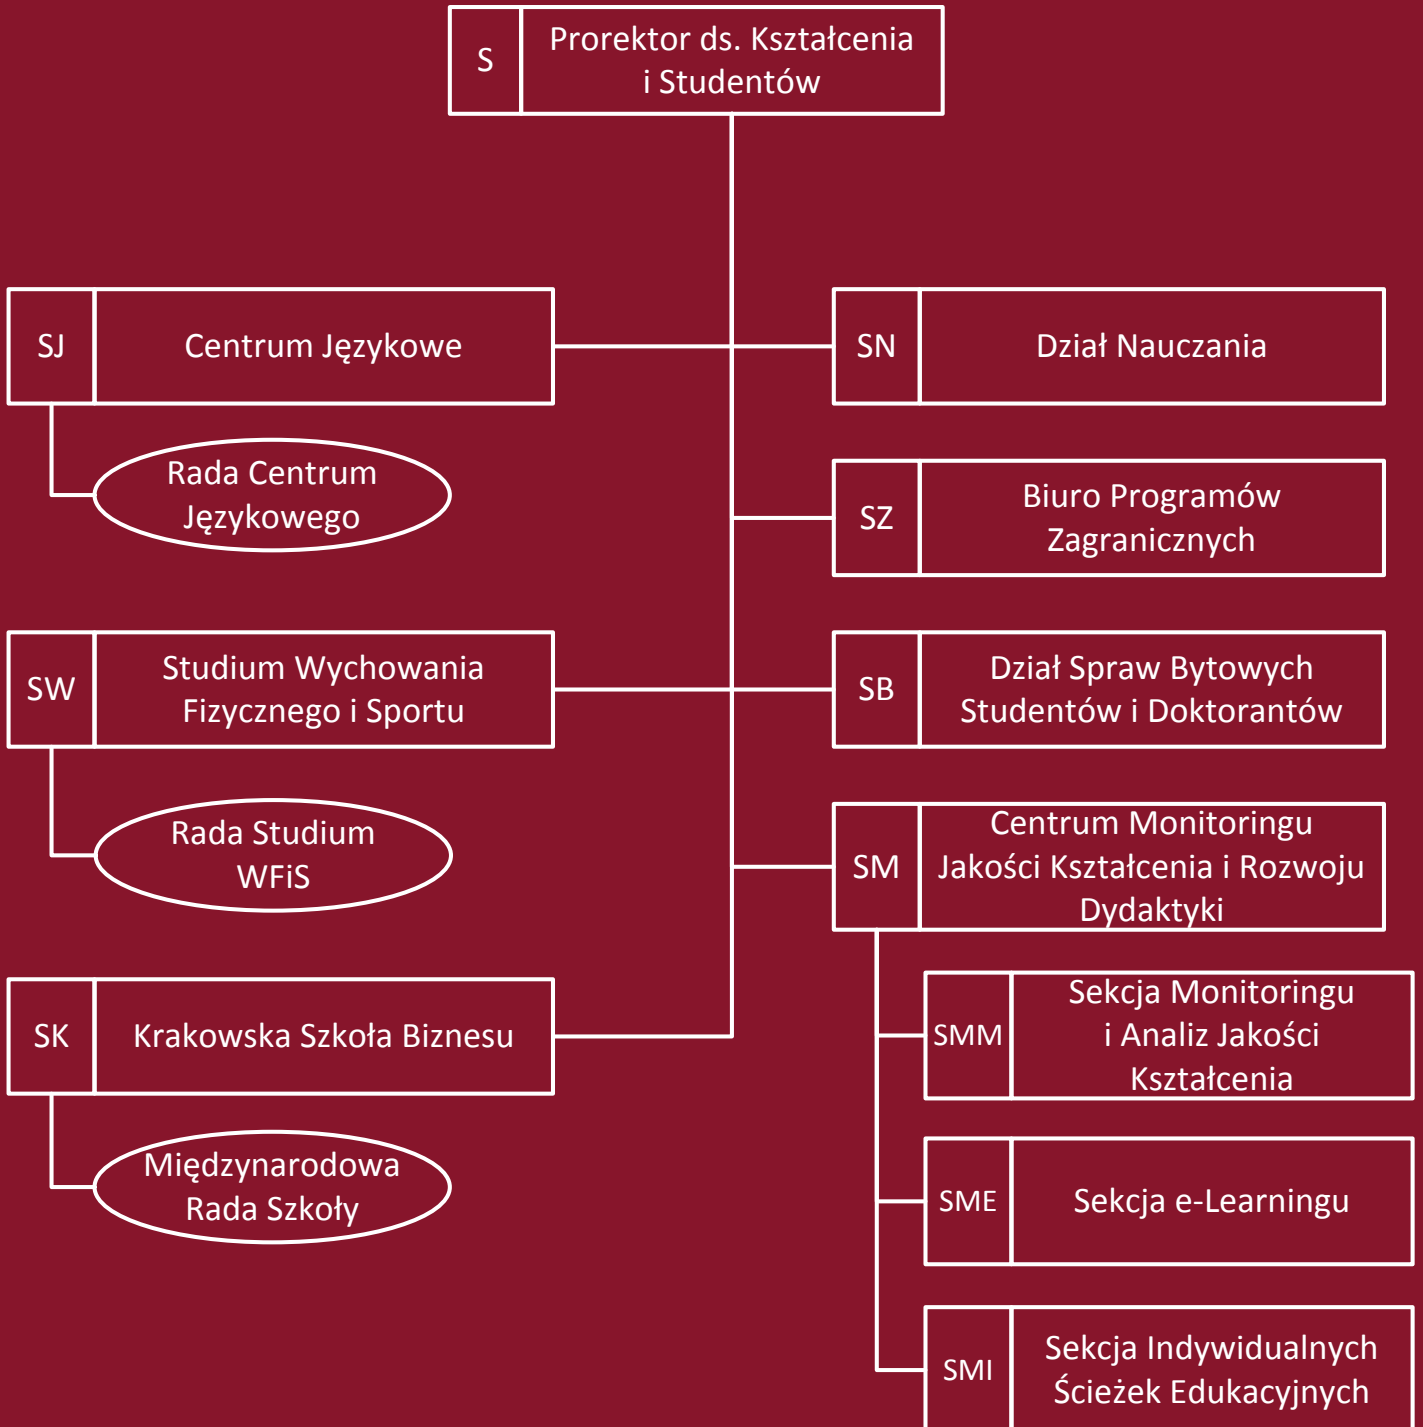 S
Prorektor ds. Kształcenia
i Studentów
SJ
Centrum Językowe
Rada Centrum
Językowego
SW
Studium Wychowania
Fizycznego i Sportu
Rada Studium
WFiS
SK
Krakowska Szkoła Biznesu
Międzynarodowa
Rada Szkoły
SN
Dział Nauczania
SZ
Biuro Programów
Zagranicznych
SB
Dział Spraw Bytowych
Studentów i Doktorantów
SM
Centrum Monitoringu
Jakości Kształcenia i Rozwoju
Dydaktyki
SMM
Sekcja Monitoringu
i Analiz Jakości
Kształcenia
SME
Sekcja e-Learningu
SMI
Sekcja Indywidualnych
Ścieżek Edukacyjnych